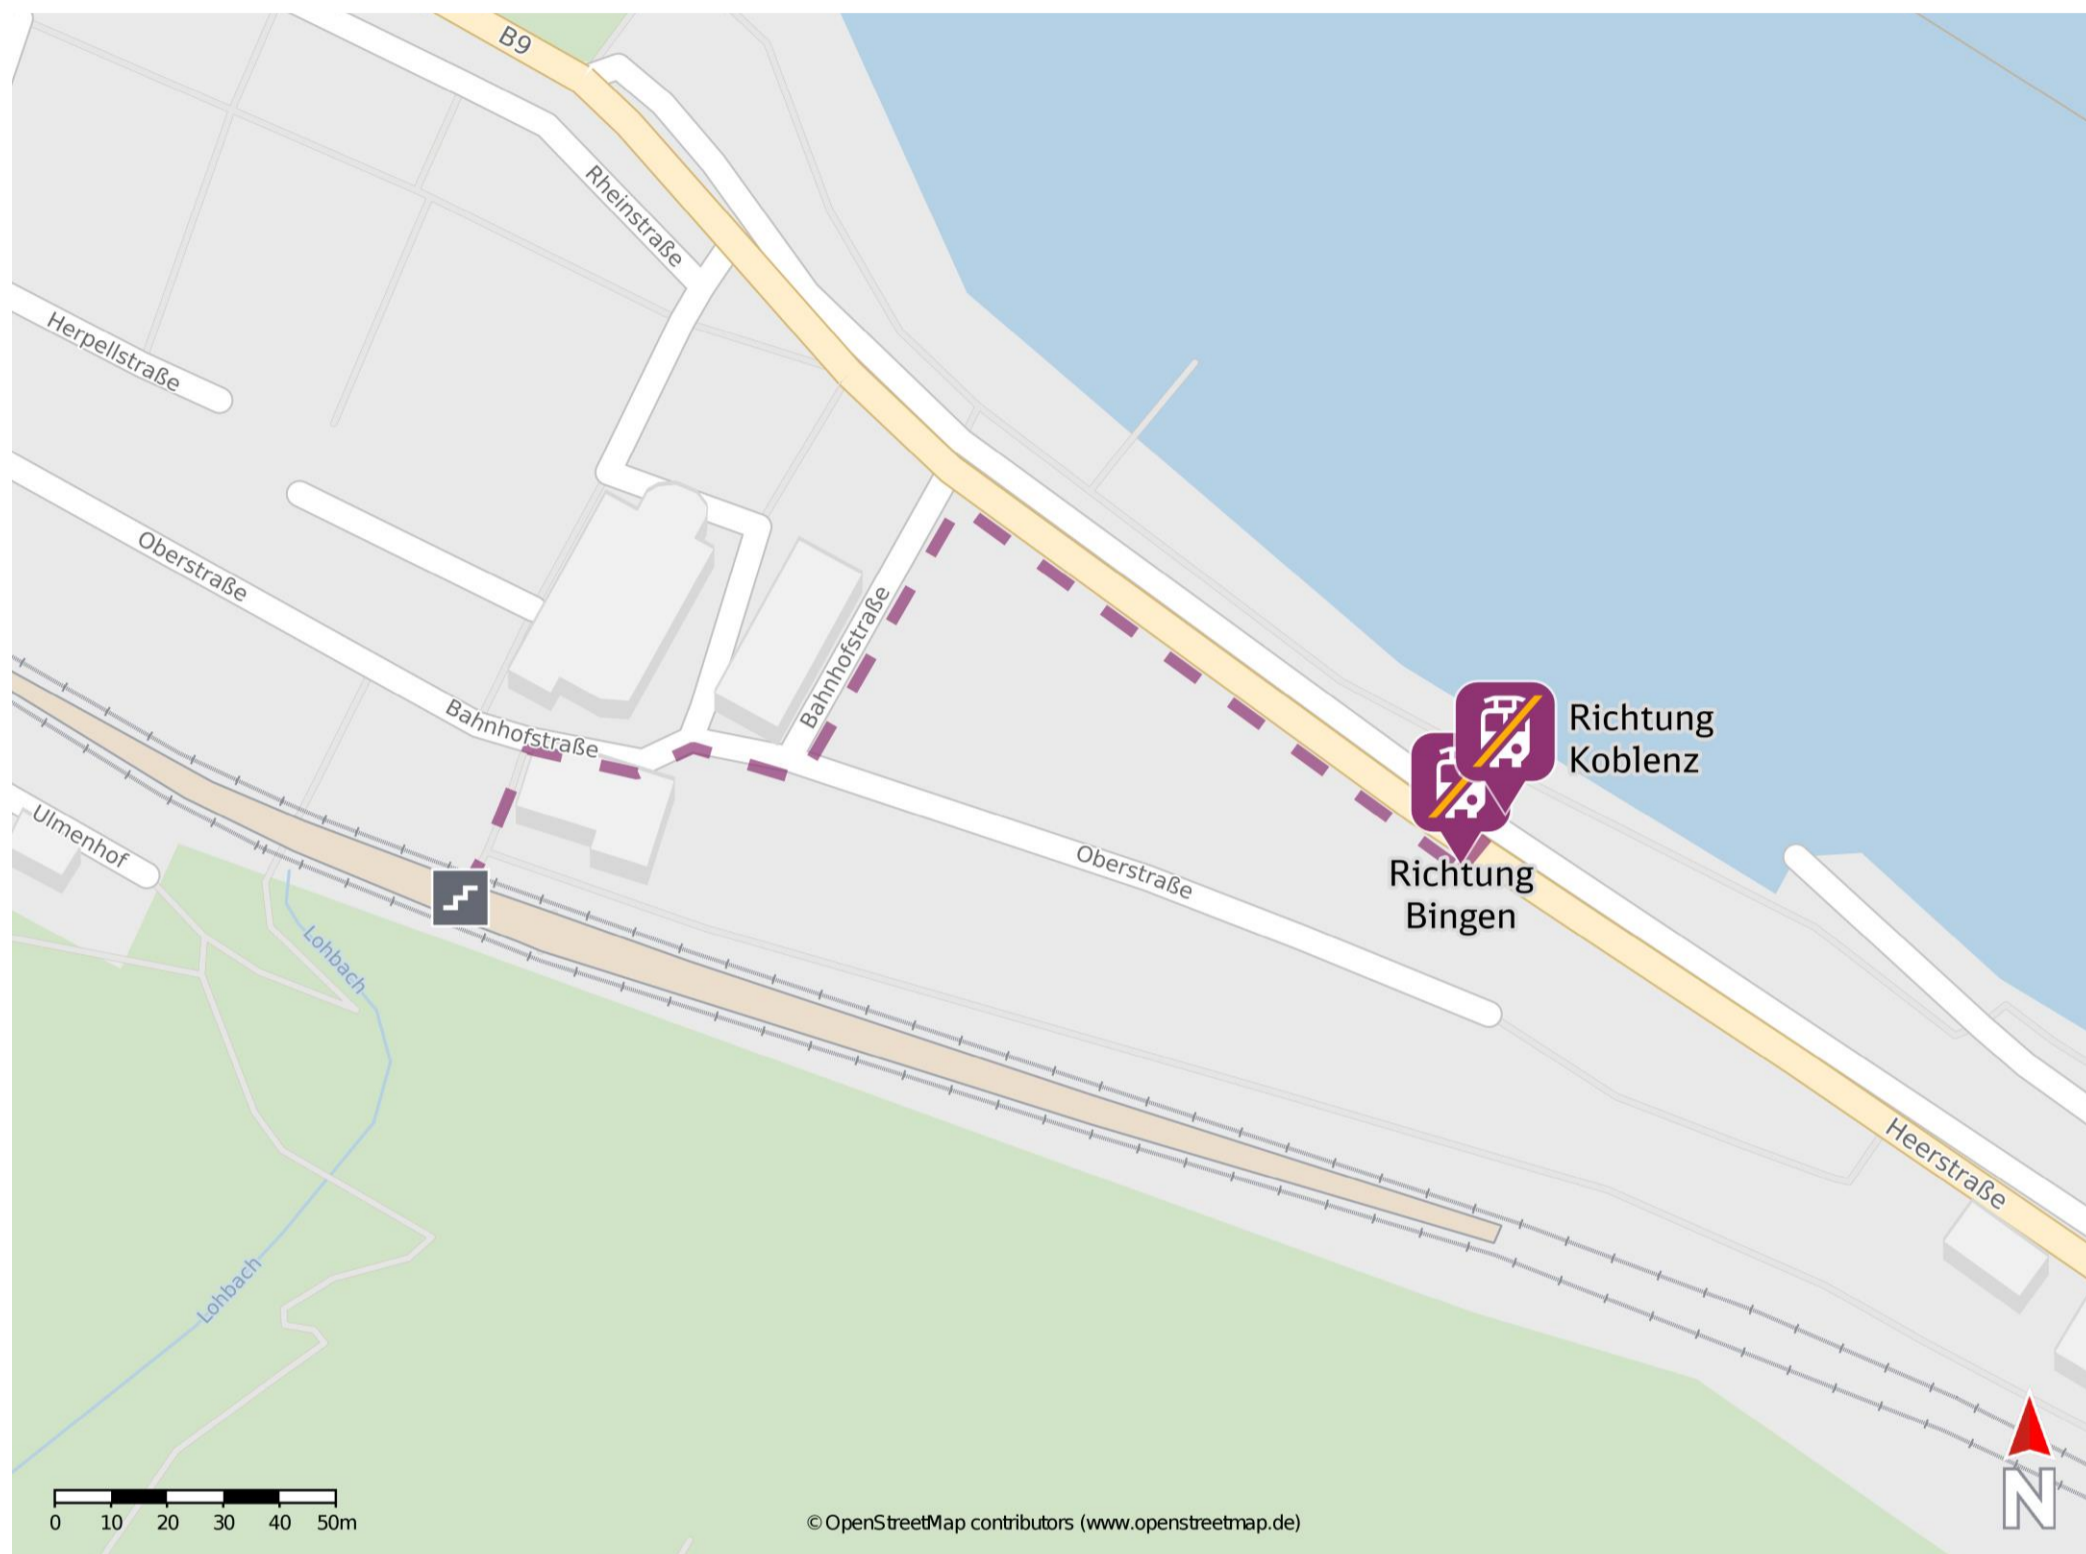 B9
Rheinstraße
Herpellstraße
Oberstraße
Bahnhofstraße
Bahnhofstraße
Richtung
Koblenz
Ulmenhof
Oberstraße
Richtung
Bingen
Lohbach
Heerstraße
Lohbach
0 10 20 30 40 50m
© OpenStreetMap contributors (www.openstreetmap.de)
N